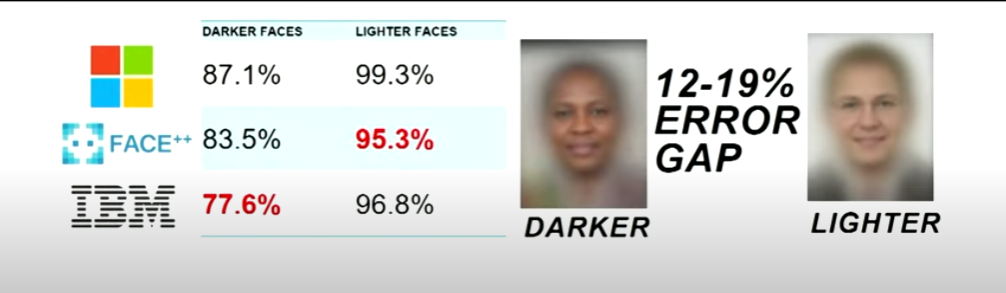 DARKER FACES LIGHTER FACES
87.1% 99.3%
FACE++ 83.5% 95.3%
IBM 77.6% 96.8%
12-19%
ERROR
GAP
DARKER
LIGHTER